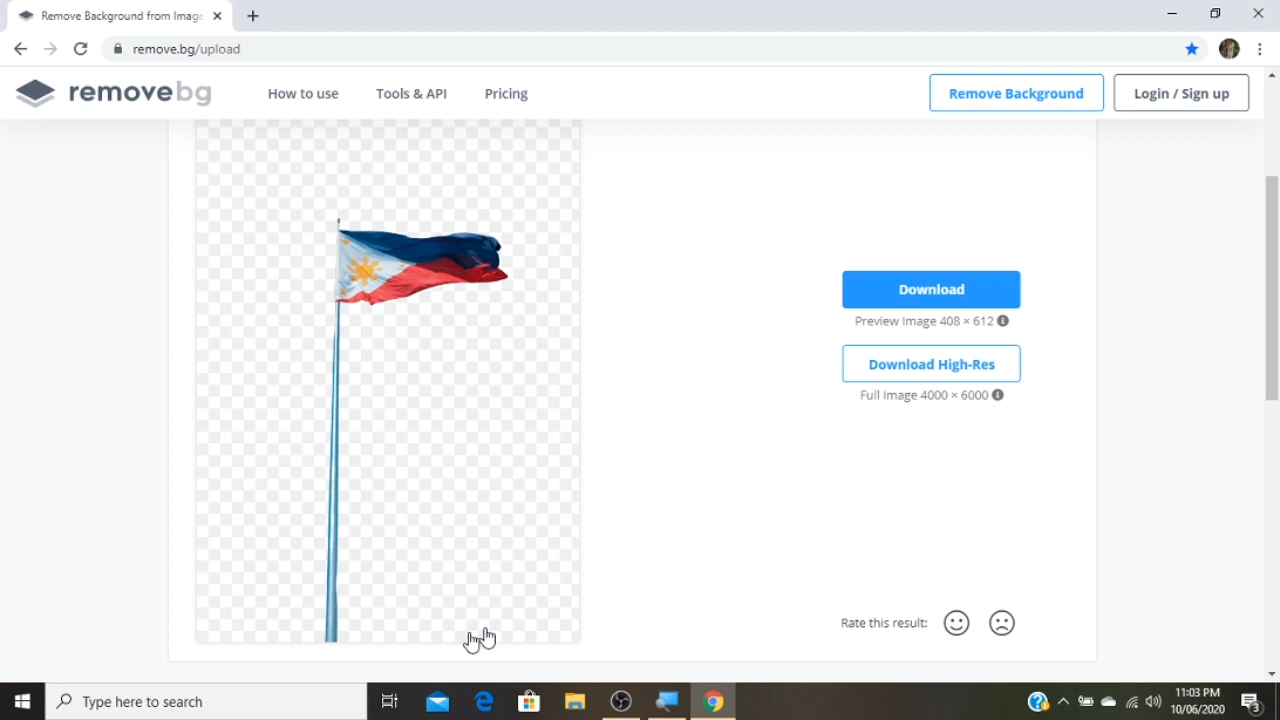 Remove Background from Image
remove.bg/upload
removebg
How to use
Tools & API
Pricing
Remove Background
Login / Sign up
Download
Preview Image 408 × 612
Download High-Res
Full Image 4000 × 6000
Rate this result:
Type here to search
11:03 PM
10/06/2020
3